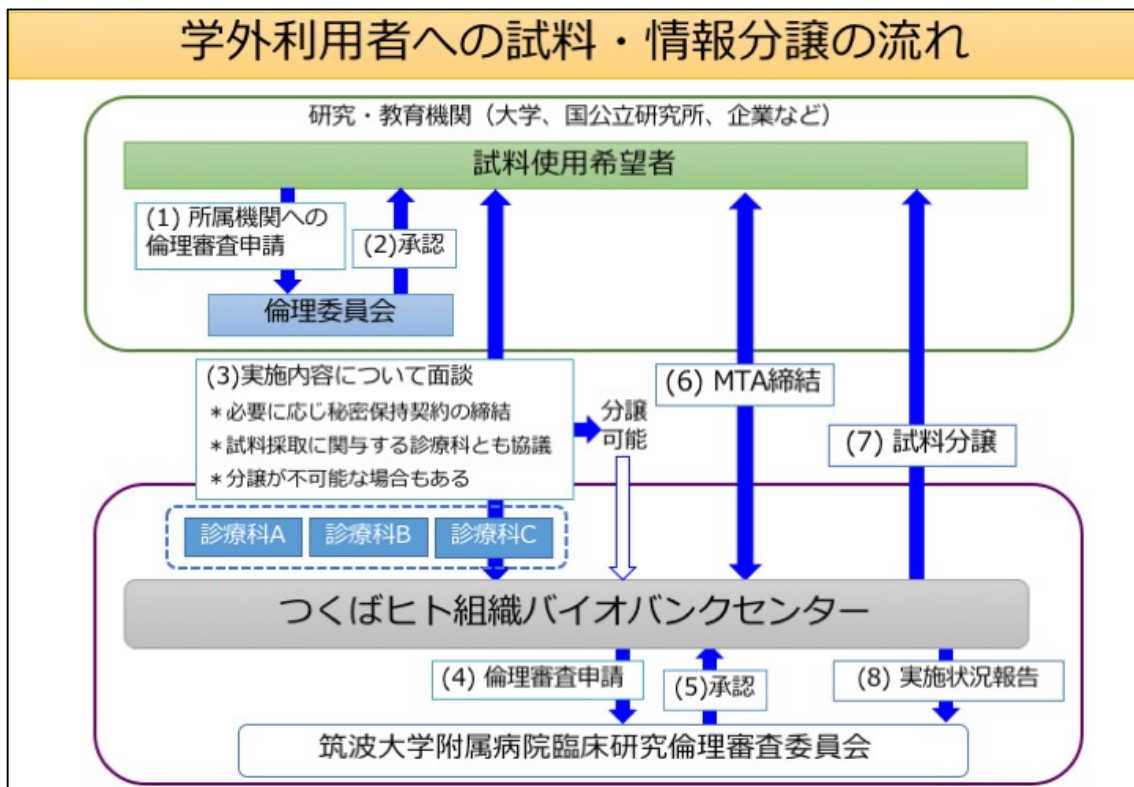 学外利用者への試料・情報分譲の流れ
研究・教育機関（大学、国公立研究所、企業など）
試料使用希望者
(1) 所属機関への
倫理審査申請
(2)承認
倫理委員会
(3)実施内容について面談
＊必要に応じ秘密保持契約の締結
＊試料採取に関与する診療科とも協議
＊分譲が不可能な場合もある
分譲
可能
(6) MTA締結
(7) 試料分譲
診療科A
診療科B
診療科C
つくばヒト組織バイオバンクセンター
(4) 倫理審査申請
(5)承認
(8) 実施状況報告
筑波大学附属病院臨床研究倫理審査委員会